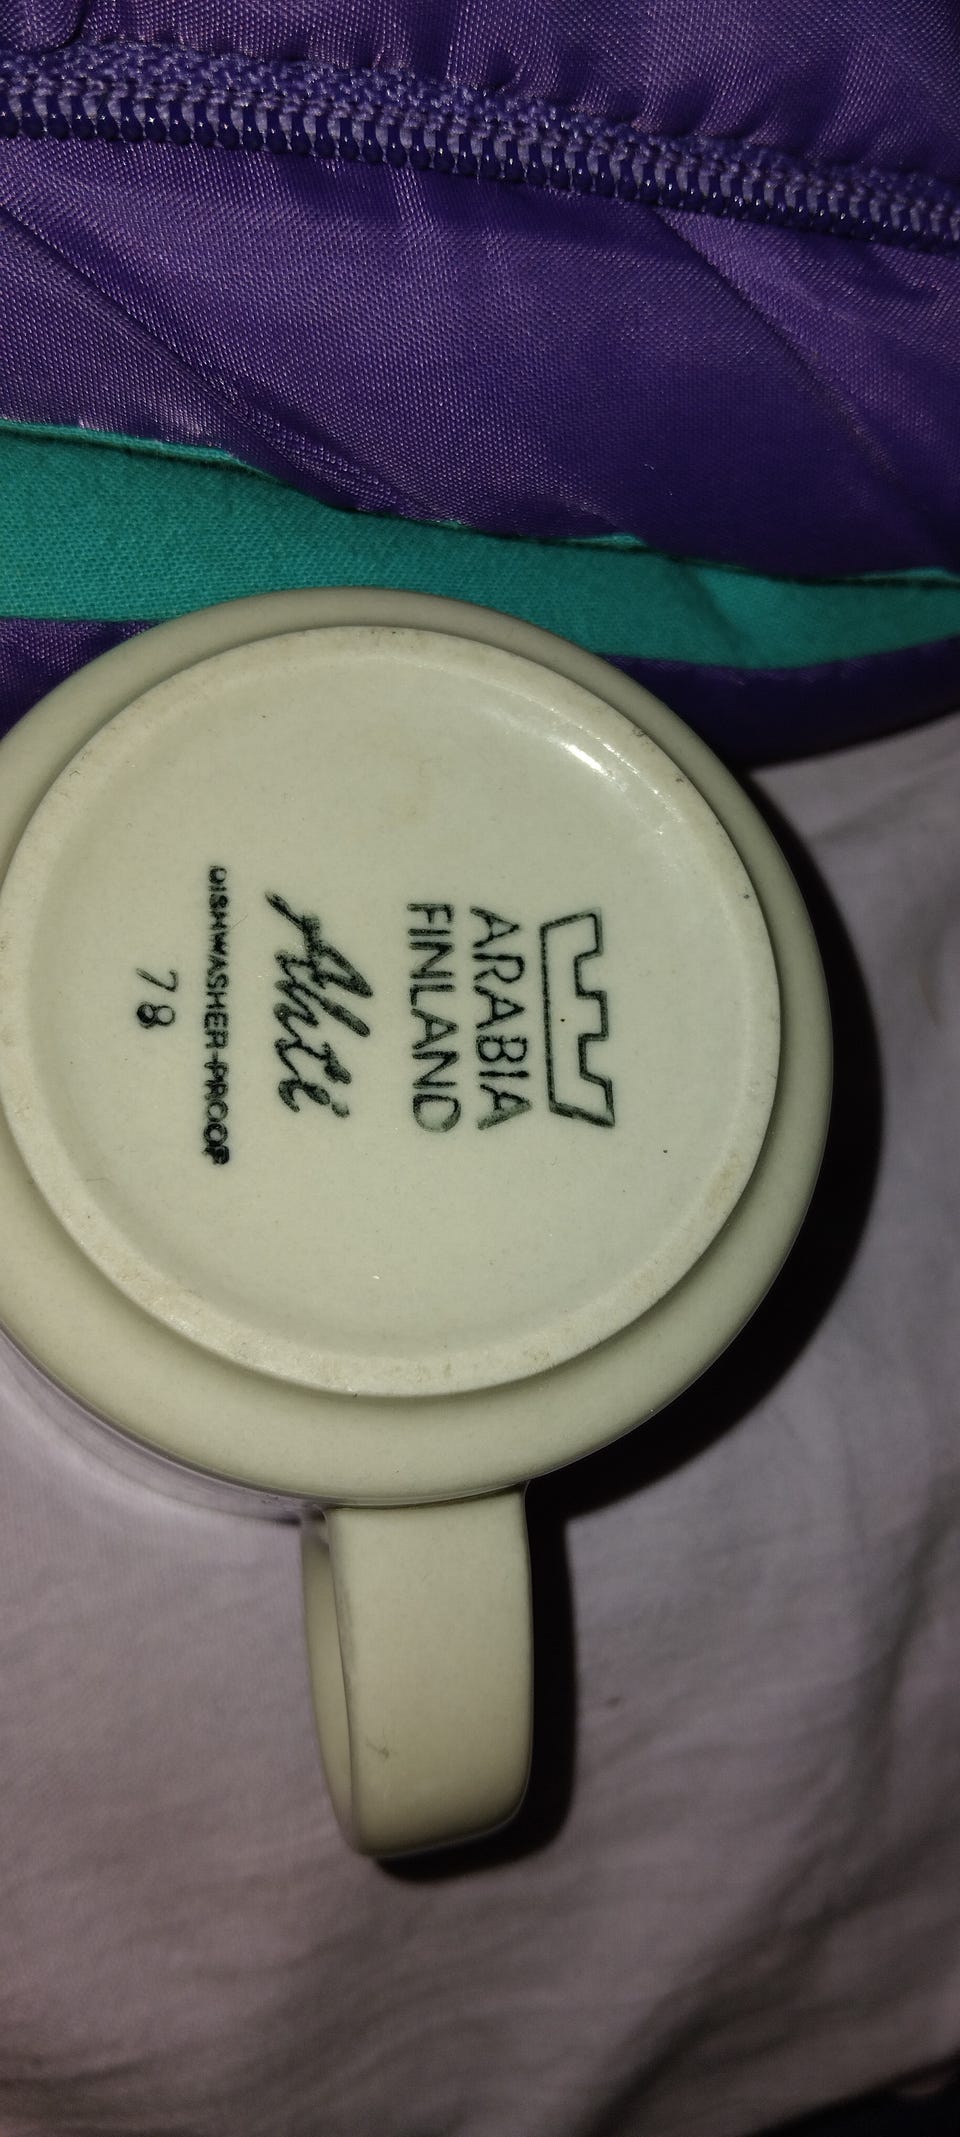 ARABIA
FINLAND
Ahti
DISHWASHER-PROOF
78